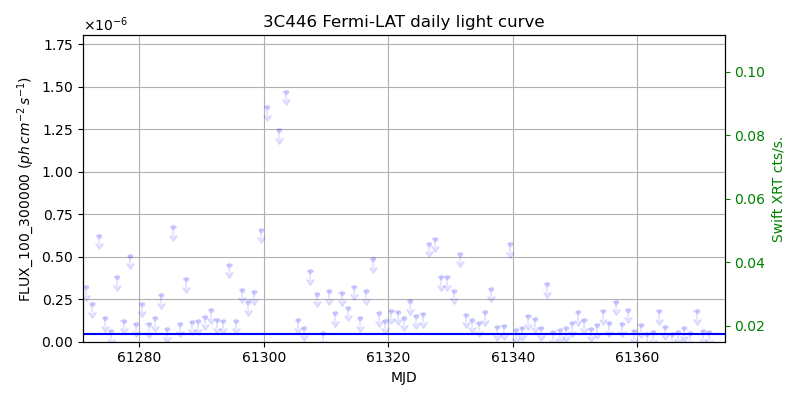 3C446 Fermi-LAT daily light curve
×10⁻⁶
1.75
1.50
1.25
1.00
0.75
0.50
0.25
0.00
FLUX_100_300000 (ph cm⁻² s⁻¹)
0.10
0.08
0.06
0.04
0.02
Swift XRT cts/s.
61280 61300 61320 61340 61360
MJD